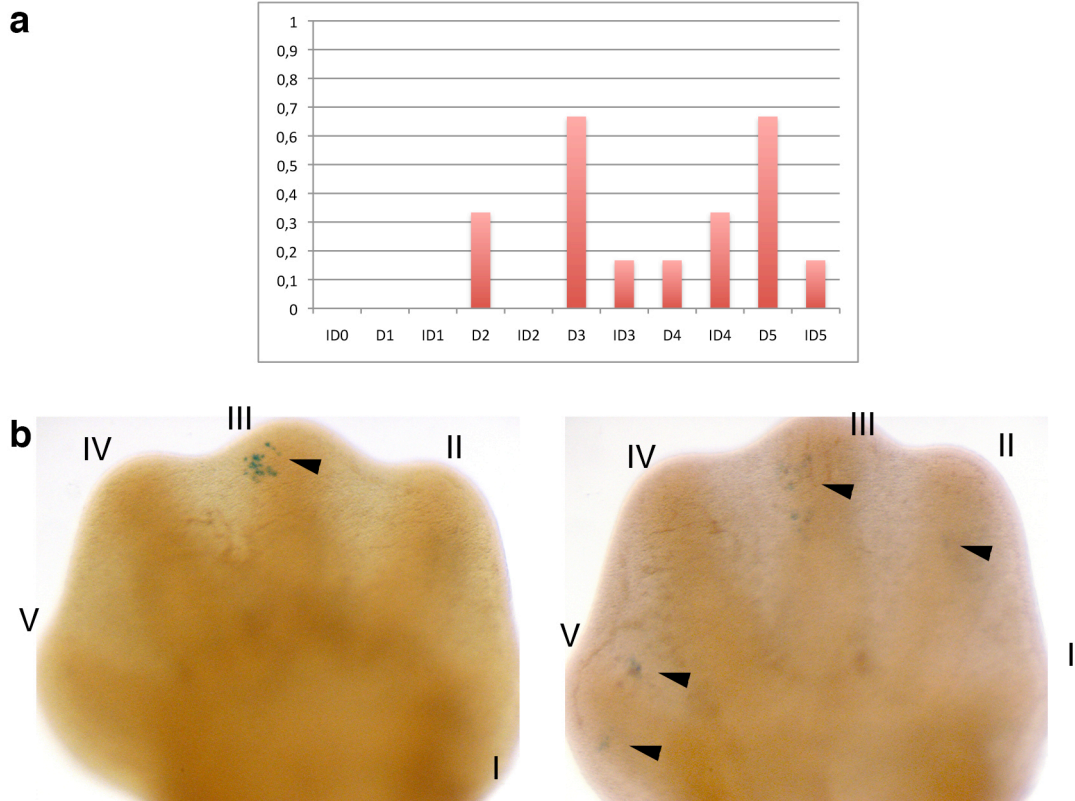 a
1
0,9
0,8
0,7
0,6
0,5
0,4
0,3
0,2
0,1
0
ID0 D1 ID1 D2 ID2 D3 ID3 D4 ID4 D5 ID5
b
III
IV
II
V
I
III
IV
II
V
I